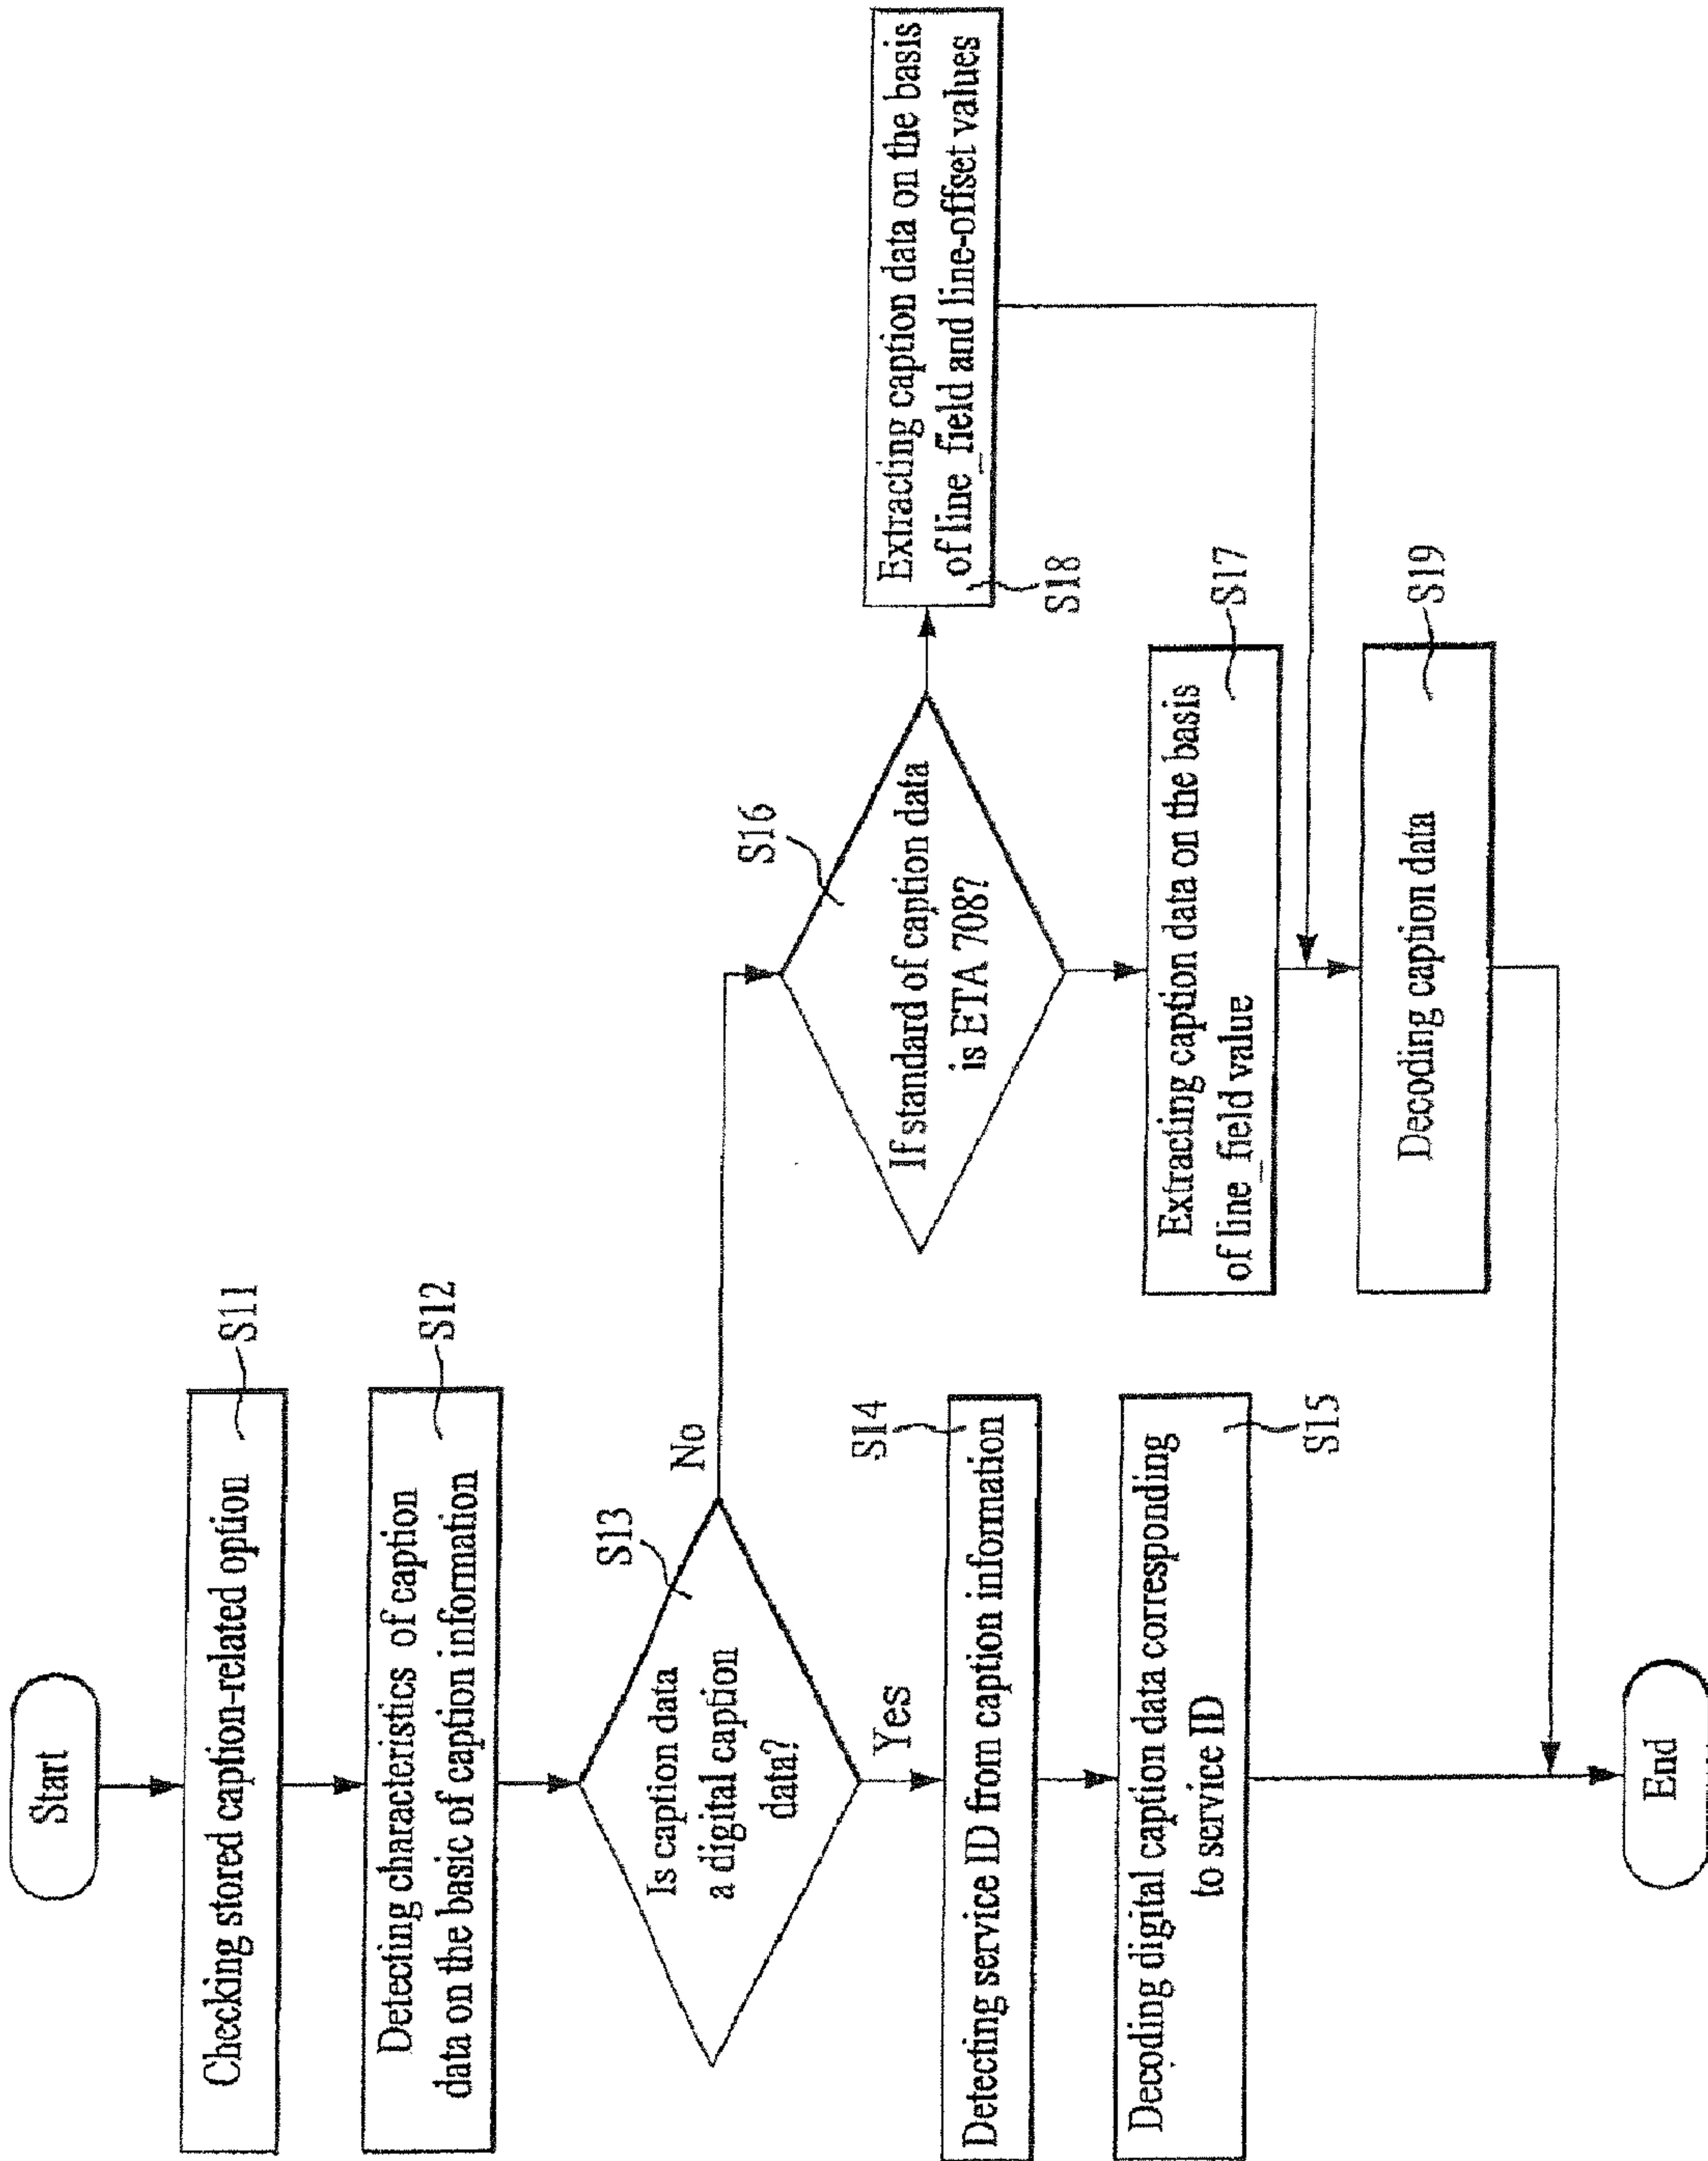 Start
Checking stored caption-related option
S11
Detecting characteristics of caption
data on the basic of caption information
S12
Is caption data
a digital caption
data?
S13
No
Yes
Detecting service ID from caption information
S14
Decoding digital caption data corresponding
to service ID
S15
If standard of caption data
is ETA 708?
S16
Extracting caption data on the basis
of line_field value
S17
Extracting caption data on the basis
of line_field and line-offset values
S18
Decoding caption data
S19
End